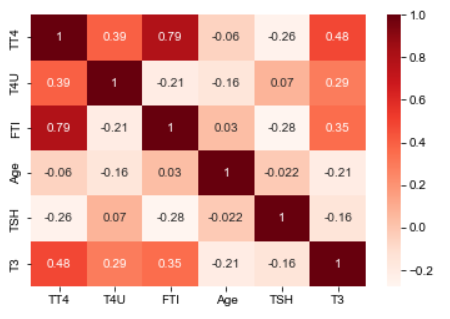 TT4 1 0.39 0.79 -0.06 -0.26 0.48
T4U 0.39 1 -0.21 -0.16 0.07 0.29
FTI 0.79 -0.21 1 0.03 -0.28 0.35
Age -0.06 -0.16 0.03 1 -0.022 -0.21
TSH -0.26 0.07 -0.28 -0.022 1 -0.16
T3 0.48 0.29 0.35 -0.21 -0.16 1
TT4 T4U FTI Age TSH T3
1.0
0.8
0.6
0.4
0.2
0.0
−0.2